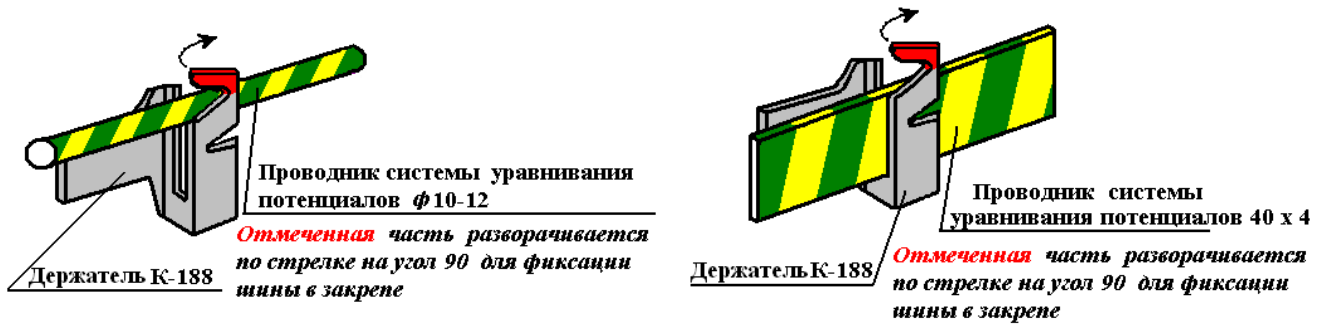 Проводник системы уравнивания
потенциалов ф 10-12
Отмеченная часть разворачивается
по стрелке на угол 90 для фиксации
шины в закрепе
Держатель К-188
Проводник системы
уравнивания потенциалов 40 х 4
Отмеченная часть разворачивается
по стрелке на угол 90 для фиксации
шины в закрепе
Держатель К-188